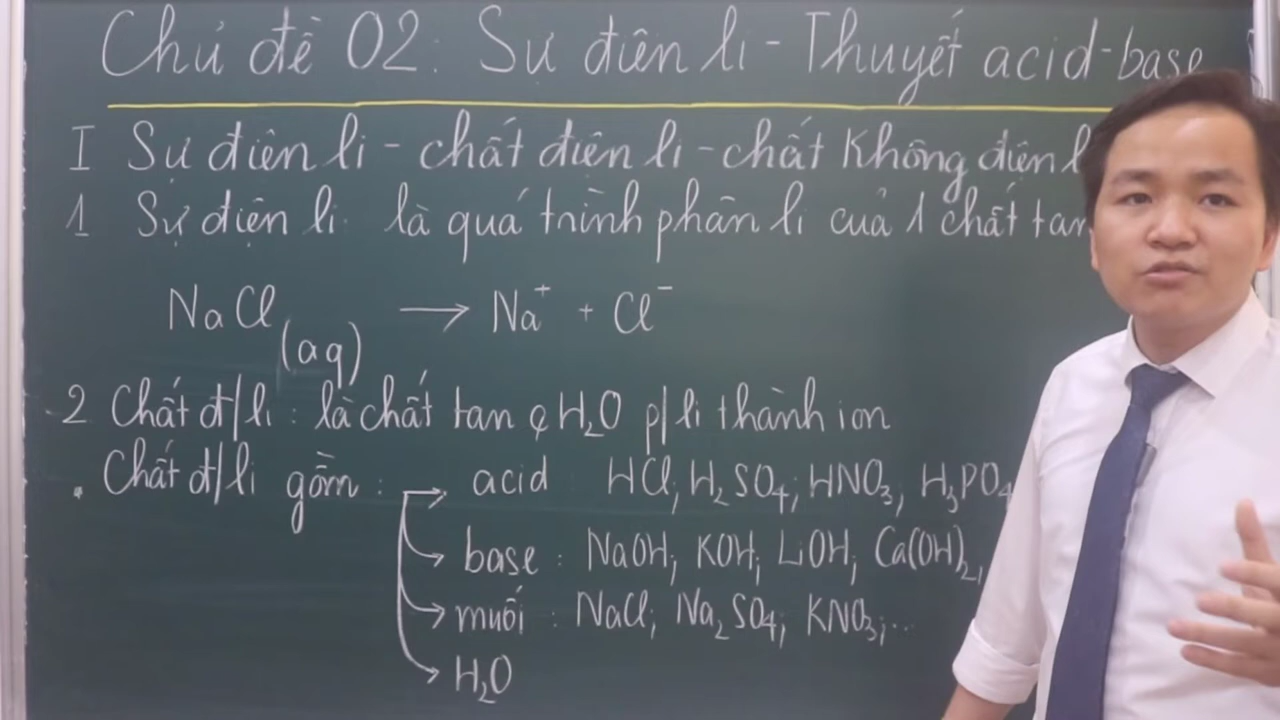 Chủ đề 02: Sự điện li - Thuyết acid-base
I Sự điện li - chất điện li - chất không điện l
1 Sự điện li: là quá trình phân li của 1 chất tan
NaCl(aq) → Na⁺ + Cl⁻
2 Chất đ/li: là chất tan ç H₂O p/li thành ion
. Chất đ/li gồm: → acid: HCl; H₂SO₄; HNO₃, H₃PO₄
→ base: NaOH; KOH; LiOH; Ca(OH)₂,
→ muối: NaCl; Na₂SO₄; KNO₃;...
→ H₂O